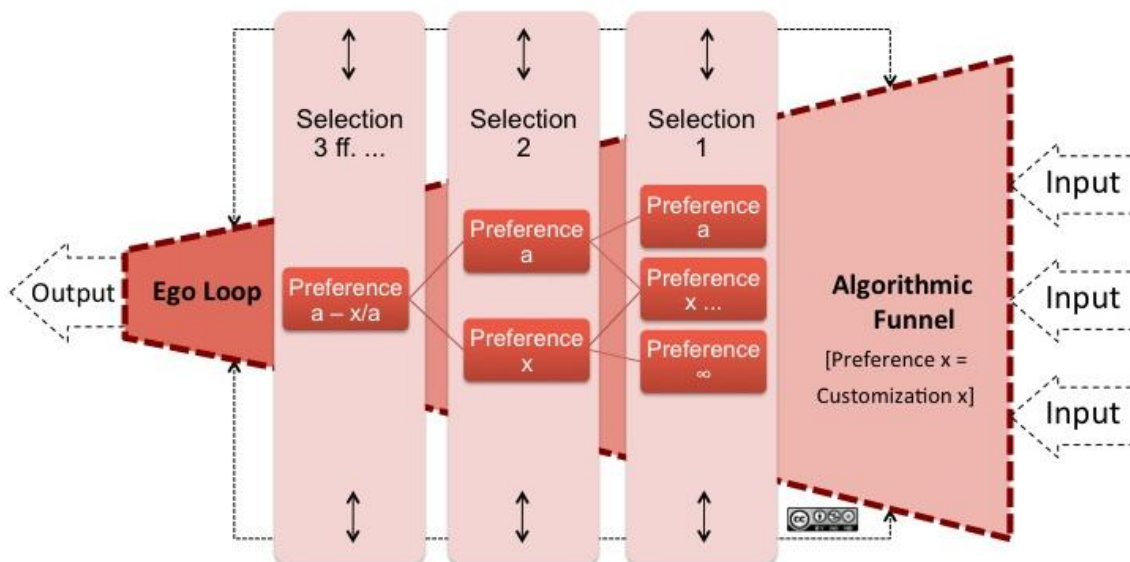 Selection
3 ff. ...
Selection
2
Selection
1
Output
Ego Loop
Preference
a – x/a
Preference
a
Preference
x
Preference
a
Preference
x ...
Preference
∞
Algorithmic
Funnel
[Preference x =
Customization x]
Input
Input
Input
cc